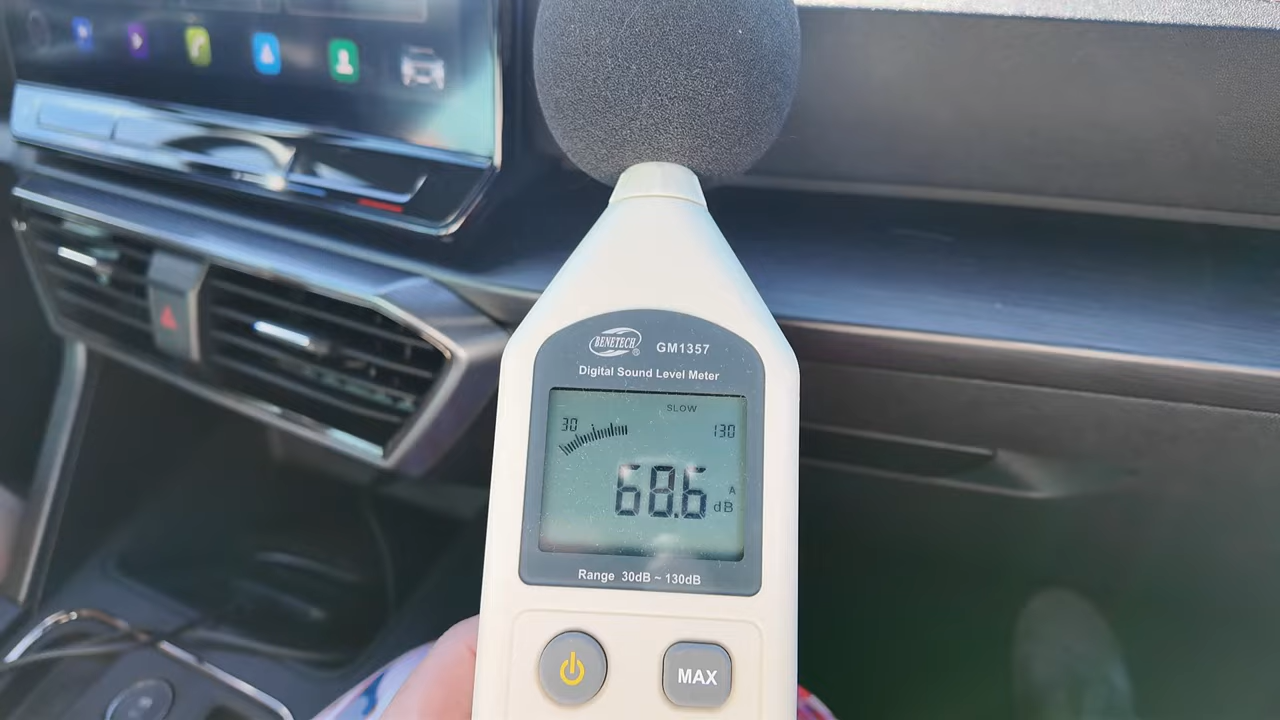 BENETECH ®
GM1357
Digital Sound Level Meter
SLOW
30
130
68.6
A
dB
Range 30dB ~ 130dB
MAX